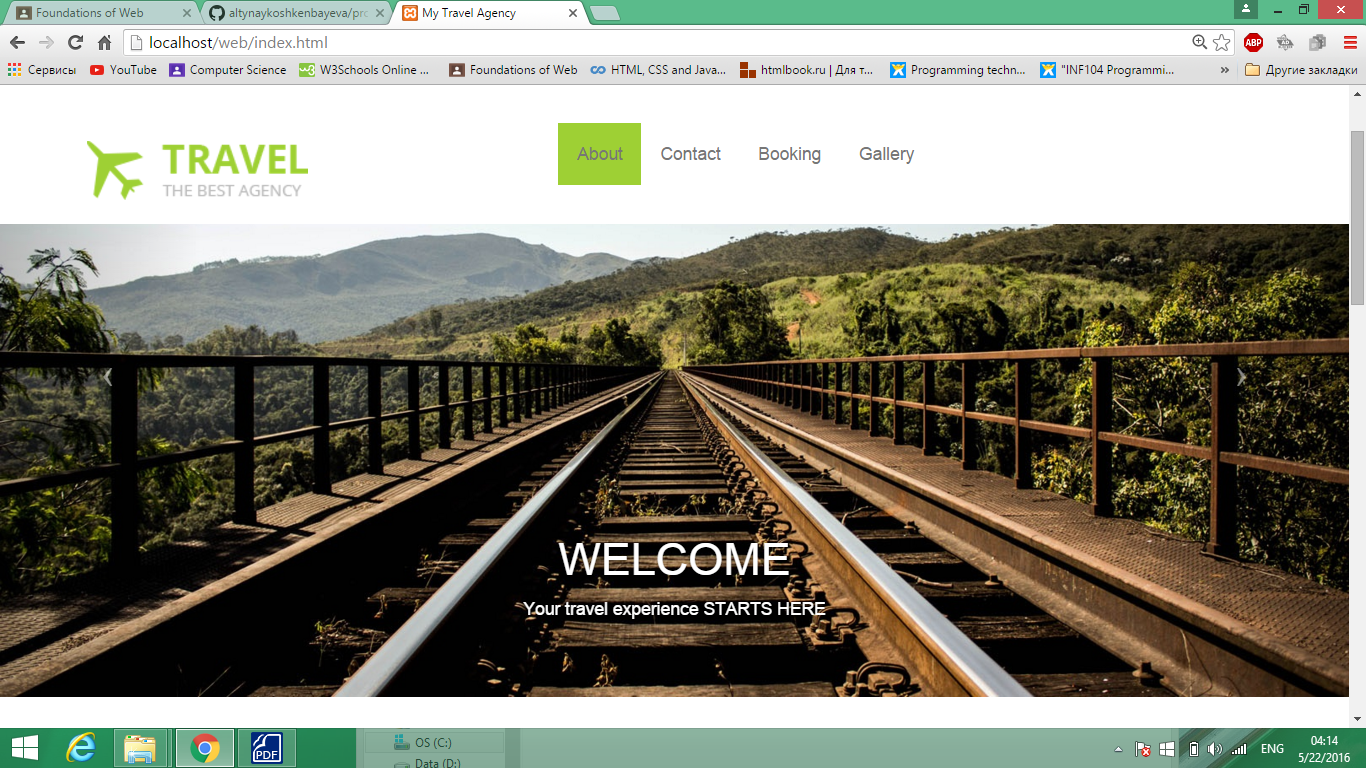 Foundations of Web
altynaykoshkenbayeva/pro
My Travel Agency
localhost/web/index.html
ABP
Сервисы
YouTube
Computer Science
W3Schools Online ...
Foundations of Web
HTML, CSS and Java...
htmlbook.ru | Для т...
Programming techn...
"INF104 Programmi...
»
Другие закладки
TRAVEL
THE BEST AGENCY
About
Contact
Booking
Gallery
WELCOME
Your travel experience STARTS HERE
PDF
OS (C:)
Data (D:)
ENG
04:14
5/22/2016